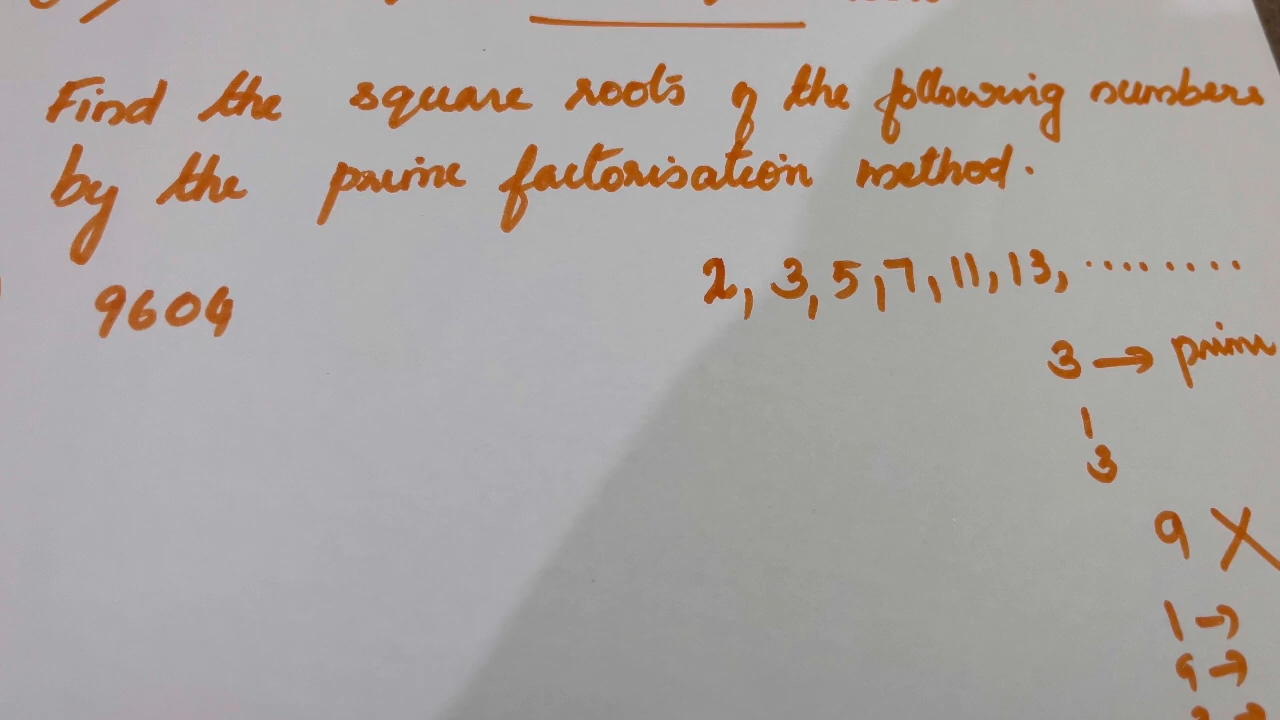 Find the square roots of the following numbers
by the prime factorisation method.
2, 3, 5, 7, 11, 13, ........
9604
3 → prime
1
3
9 X
1 →
9 →